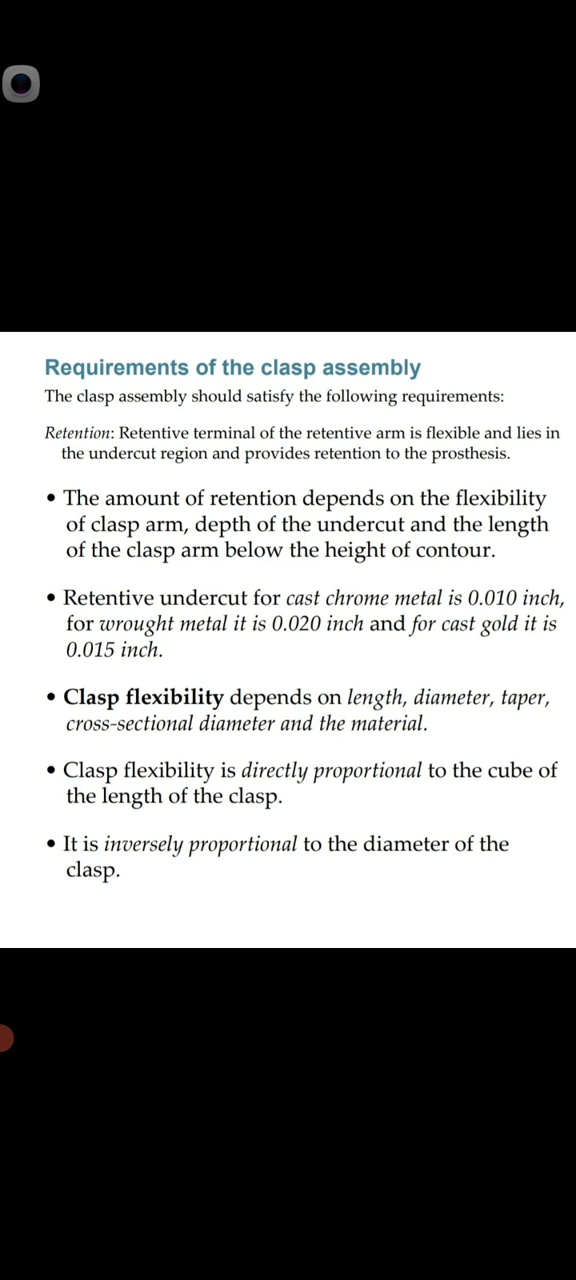 Requirements of the clasp assembly
The clasp assembly should satisfy the following requirements:
Retention: Retentive terminal of the retentive arm is flexible and lies in
the undercut region and provides retention to the prosthesis.
• The amount of retention depends on the flexibility
of clasp arm, depth of the undercut and the length
of the clasp arm below the height of contour.
• Retentive undercut for cast chrome metal is 0.010 inch,
for wrought metal it is 0.020 inch and for cast gold it is
0.015 inch.
• Clasp flexibility depends on length, diameter, taper,
cross-sectional diameter and the material.
• Clasp flexibility is directly proportional to the cube of
the length of the clasp.
• It is inversely proportional to the diameter of the
clasp.